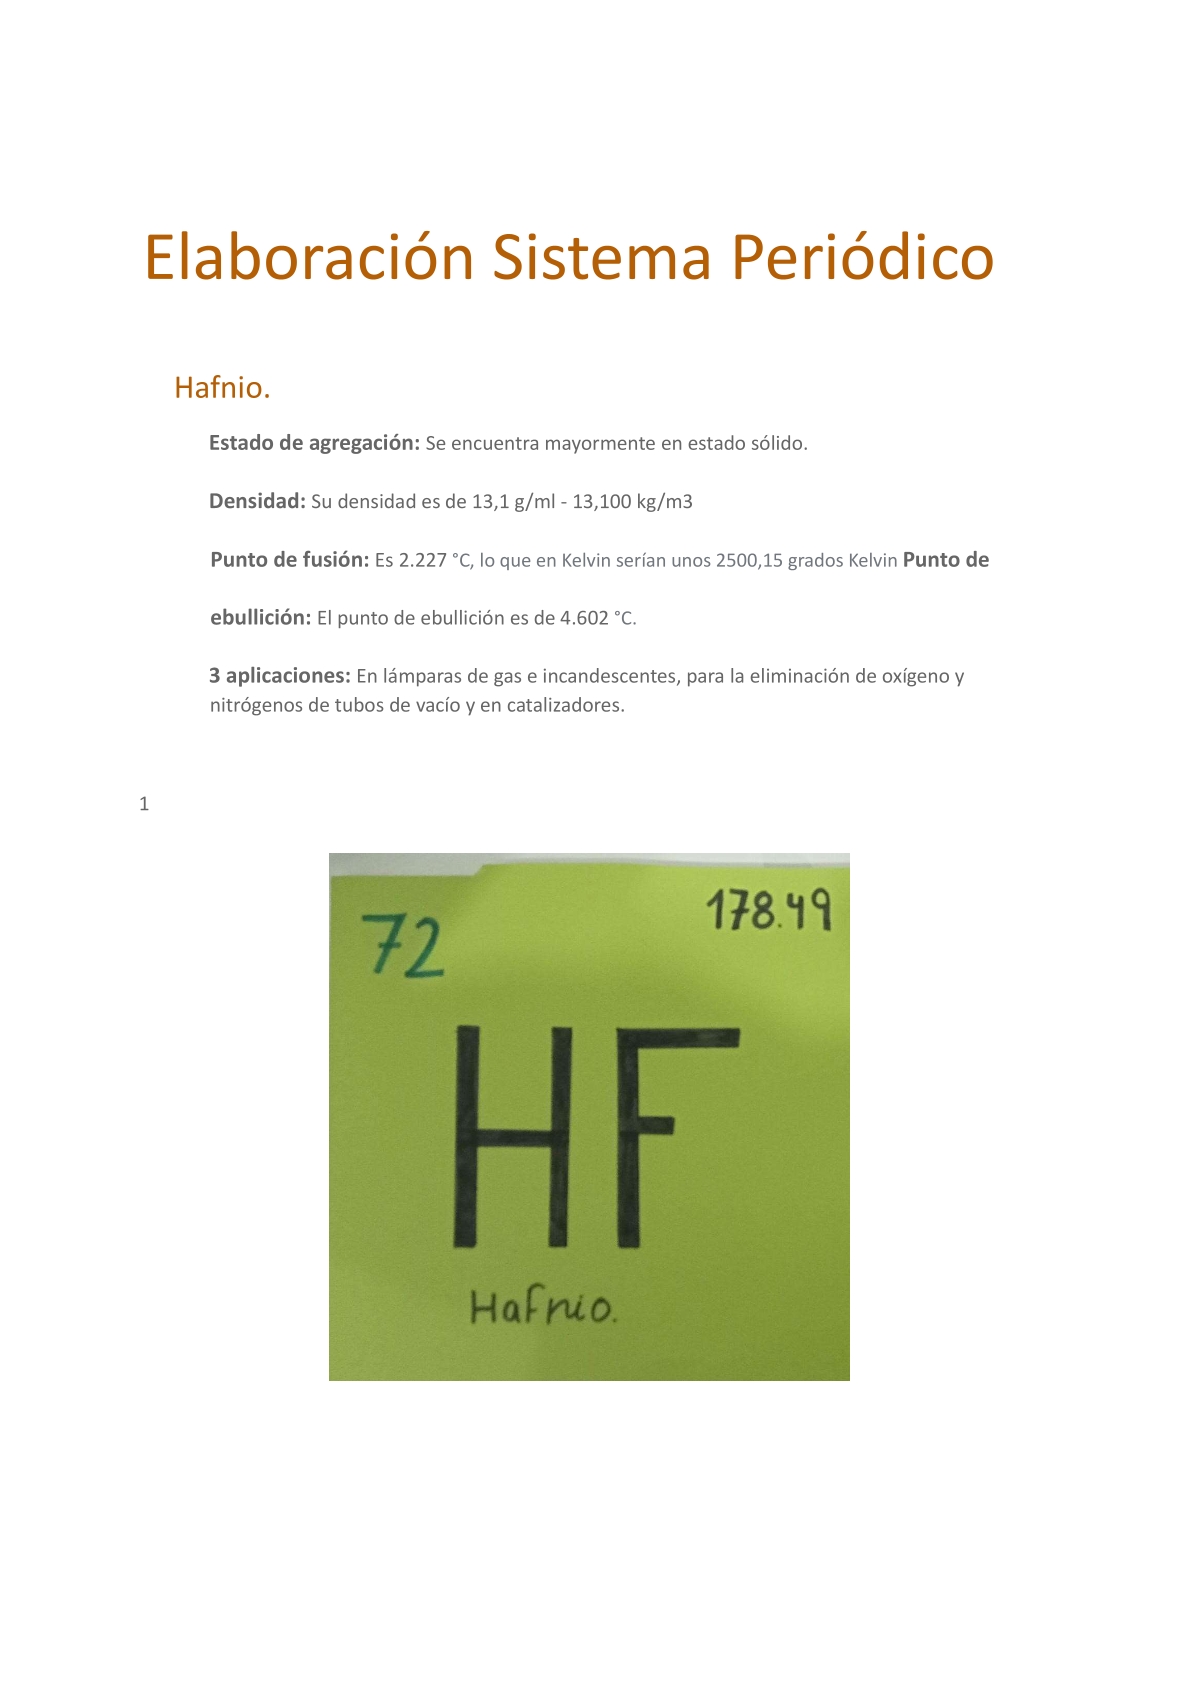 Elaboración Sistema Periódico
Hafnio.
Estado de agregación: Se encuentra mayormente en estado sólido.
Densidad: Su densidad es de 13,1 g/ml - 13,100 kg/m3
Punto de fusión: Es 2.227 °C, lo que en Kelvin serían unos 2500,15 grados Kelvin Punto de
ebullición: El punto de ebullición es de 4.602 °C.
3 aplicaciones: En lámparas de gas e incandescentes, para la eliminación de oxígeno y
nitrógenos de tubos de vacío y en catalizadores.
1
72
178.49
HF
Hafnio.